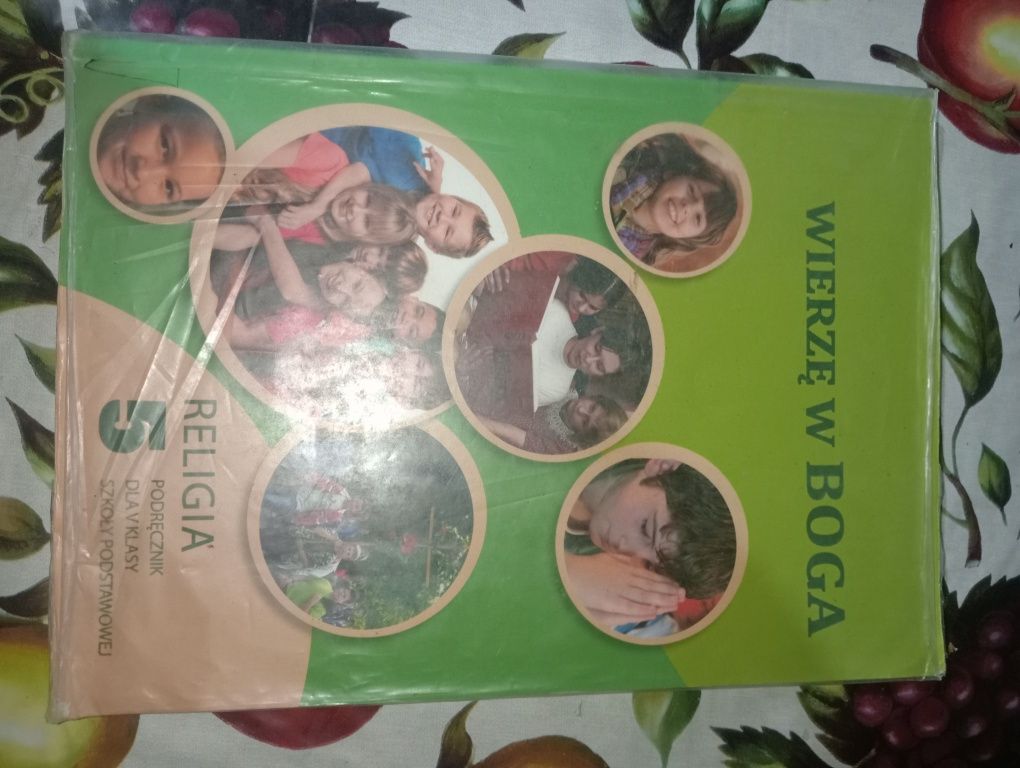 WIERZĘ W BOGA
RELIGIA
5
PODRĘCZNIK
DLA V KLASY
SZKOŁY PODSTAWOWEJ